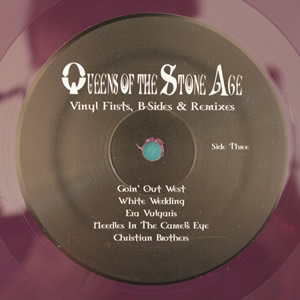 Queens of the Stone Age
Vinyl Firsts, B-Sides & Remixes
Side Three
Goin' Out West
White Wedding
Era Vulgaris
Needles In The Camel's Eye
Christian Brothers